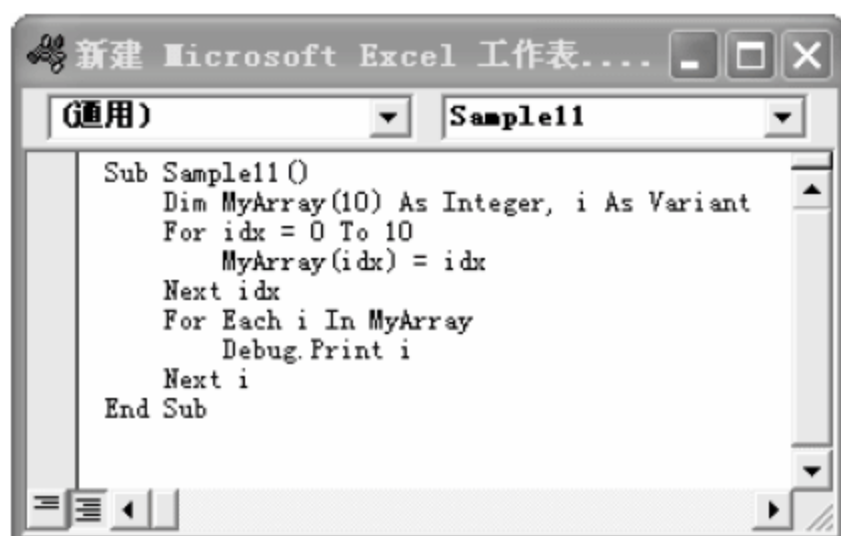 新建 Microsoft Excel 工作表....
(通用) Sample11
Sub Sample11()
Dim MyArray(10) As Integer, i As Variant
For idx = 0 To 10
MyArray(idx) = idx
Next idx
For Each i In MyArray
Debug.Print i
Next i
End Sub